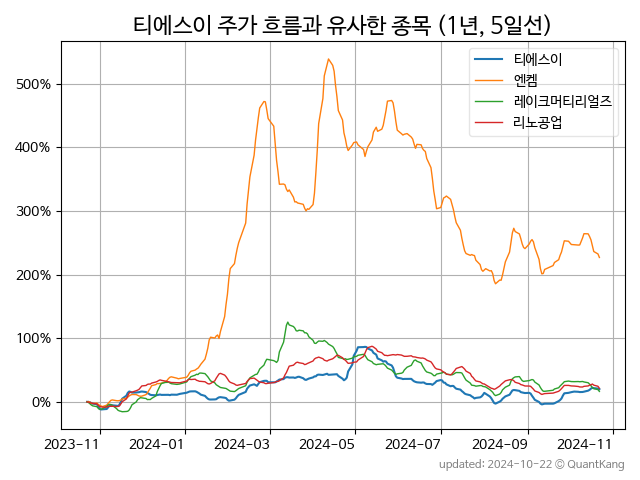 티에스이 주가 흐름과 유사한 종목 (1년, 5일선)
티에스이
엔켐
레이크머티리얼즈
리노공업
500%
400%
300%
200%
100%
0%
2023-11 2024-01 2024-03 2024-05 2024-07 2024-09 2024-11
updated: 2024-10-22 © QuantKang